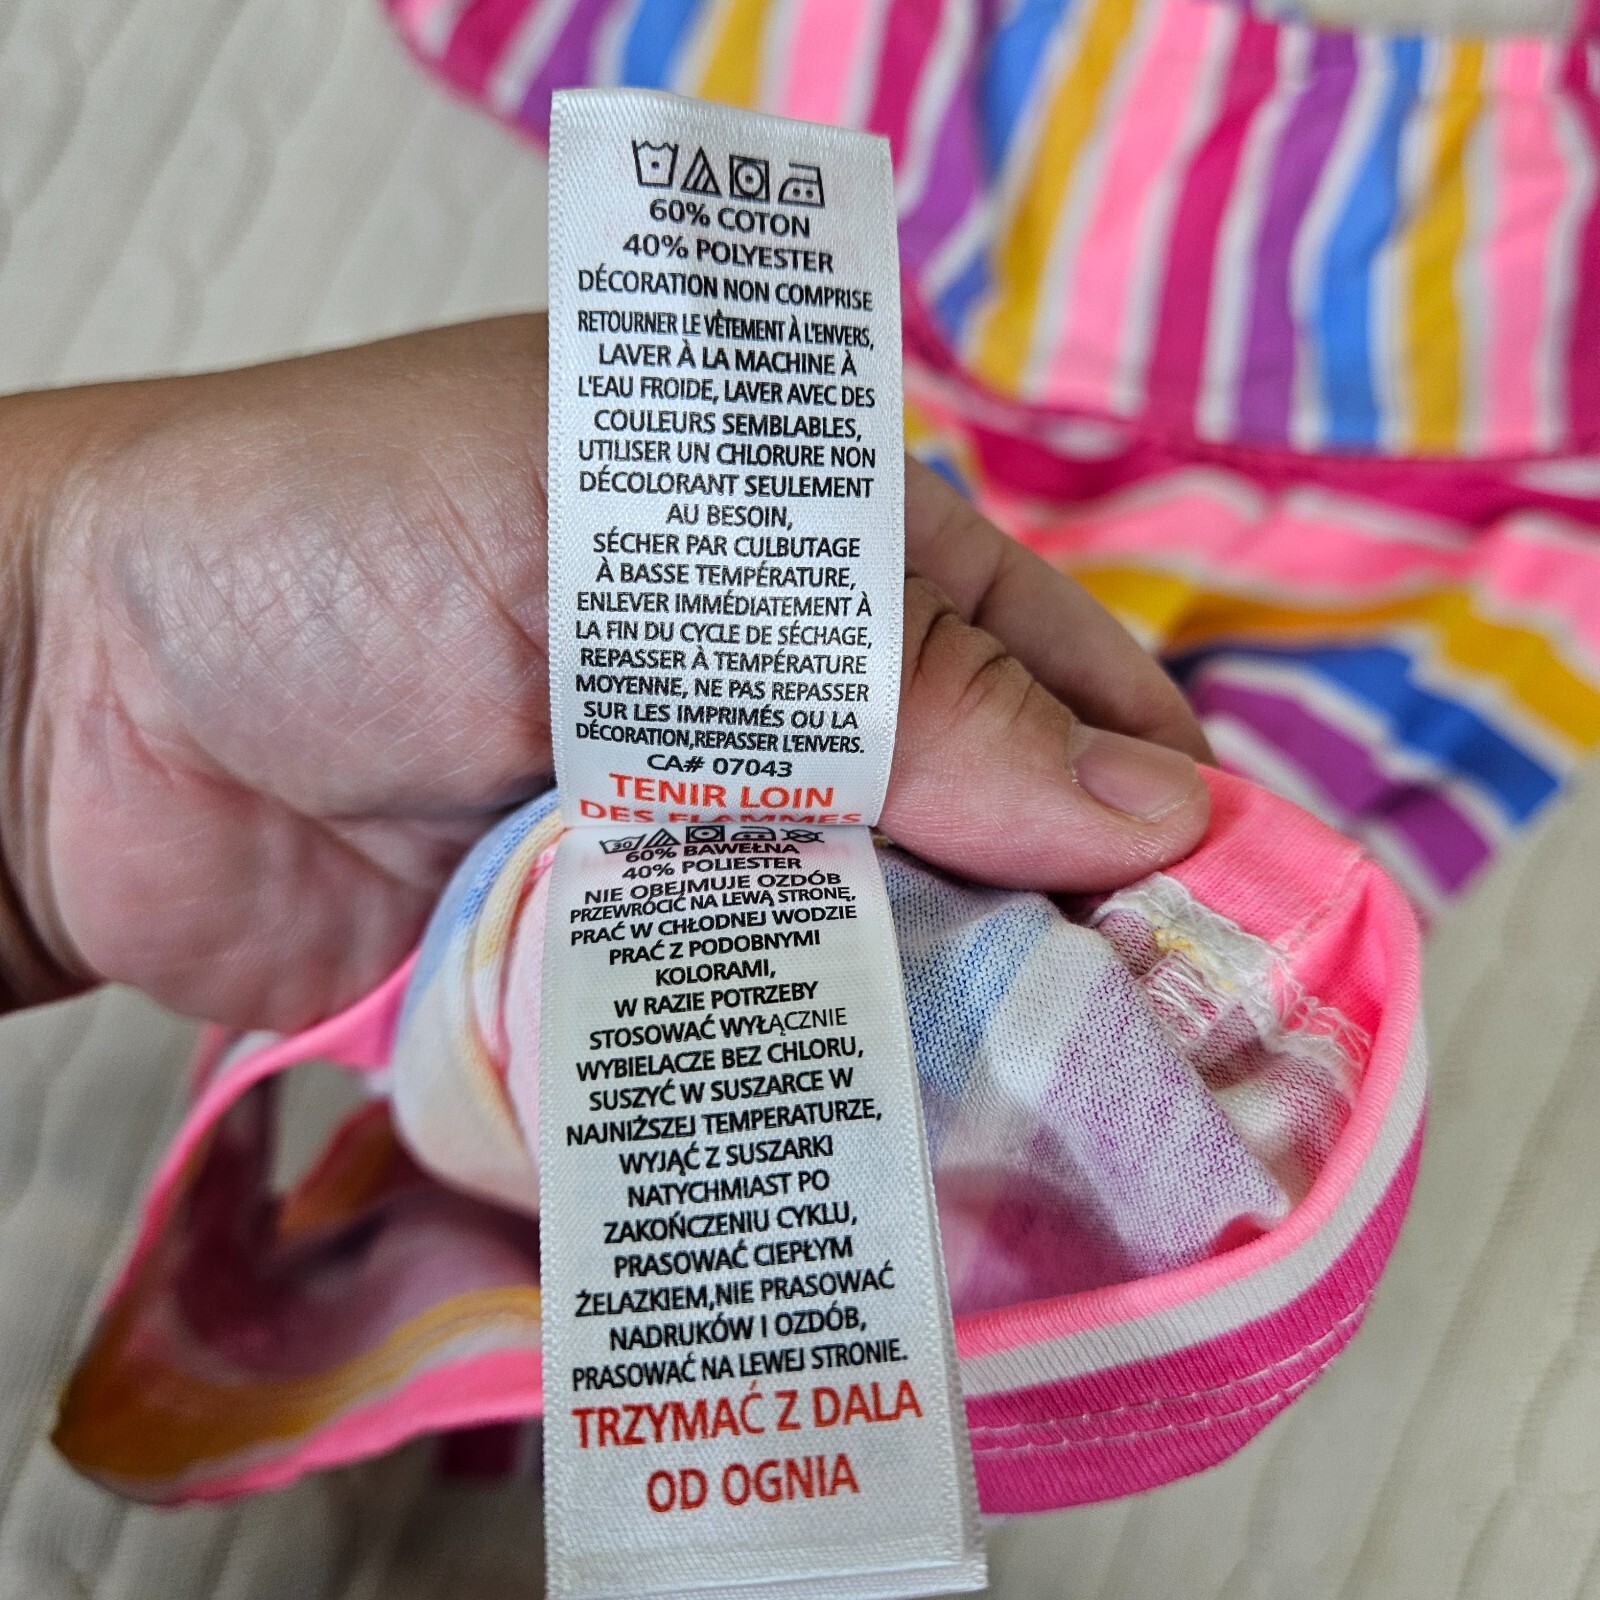 60% COTON
40% POLYESTER
DÉCORATION NON COMPRISE
RETOURNER LE VÊTEMENT À L'ENVERS,
LAVER À LA MACHINE À
L'EAU FROIDE, LAVER AVEC DES
COULEURS SEMBLABLES,
UTILISER UN CHLORURE NON
DÉCOLORANT SEULEMENT
AU BESOIN,
SÉCHER PAR CULBUTAGE
À BASSE TEMPÉRATURE,
ENLEVER IMMÉDIATEMENT À
LA FIN DU CYCLE DE SÉCHAGE,
REPASSER À TEMPÉRATURE
MOYENNE, NE PAS REPASSER
SUR LES IMPRIMÉS OU LA
DÉCORATION,REPASSER L'ENVERS.
CA# 07043
TENIR LOIN
DES FLAMMES
30
60% BAWEŁNA
40% POLIESTER
NIE OBEJMUJE OZDÓB
PRZEWRÓCIĆ NA LEWĄ STRONĘ,
PRAĆ W CHŁODNEJ WODZIE
PRAĆ Z PODOBNYMI
KOLORAMI,
W RAZIE POTRZEBY
STOSOWAĆ WYŁĄCZNIE
WYBIELACZE BEZ CHLORU,
SUSZYĆ W SUSZARCE W
NAJNIŻSZEJ TEMPERATURZE,
WYJĄĆ Z SUSZARKI
NATYCHMIAST PO
ZAKOŃCZENIU CYKLU,
PRASOWAĆ CIEPŁYM
ŻELAZKIEM,NIE PRASOWAĆ
NADRUKÓW I OZDÓB,
PRASOWAĆ NA LEWEJ STRONIE.
TRZYMAĆ Z DALA
OD OGNIA